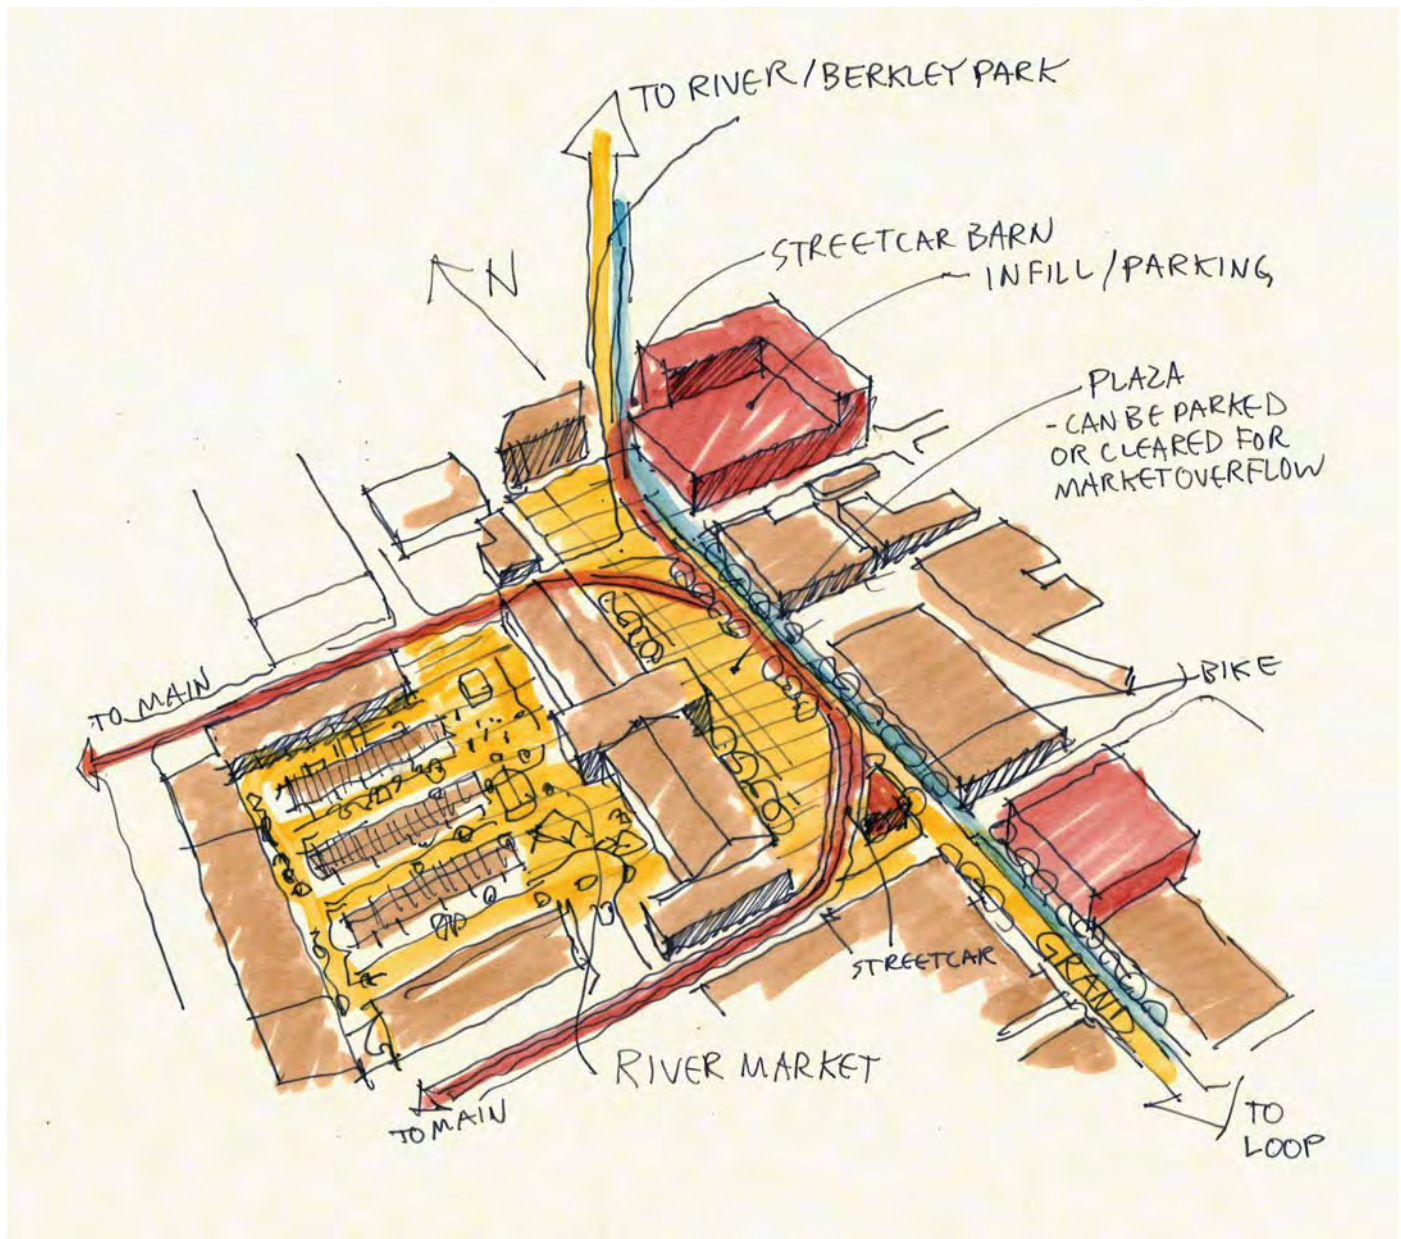 TO RIVER/BERKLEY PARK
STREETCAR BARN
INFILL/PARKING
N
PLAZA
- CAN BE PARKED
OR CLEARED FOR
MARKET OVERFLOW
TO MAIN
BIKE
STREETCAR
GRAND
RIVER MARKET
TO MAIN
TO
LOOP